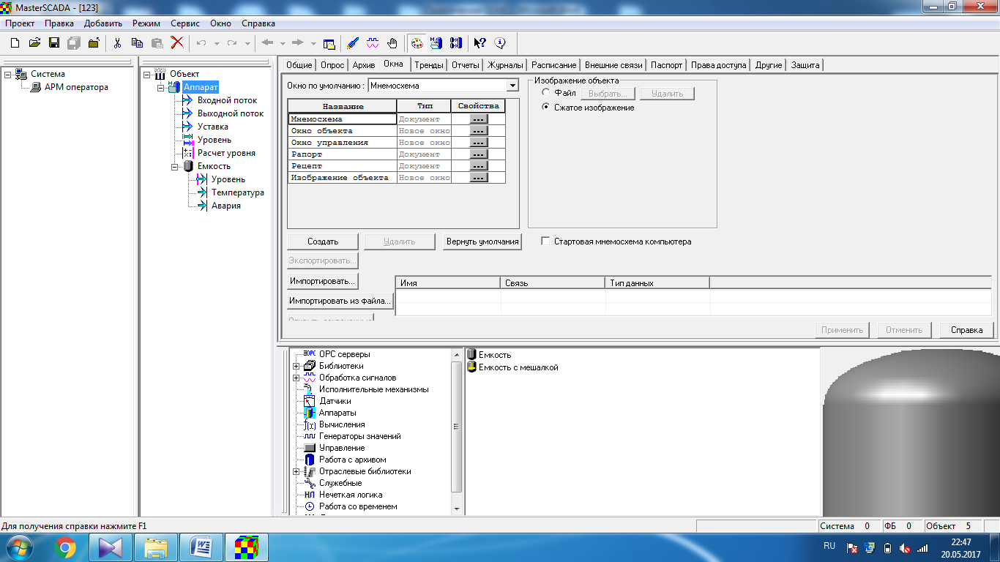 MasterSCADA - [123]
Проект Правка Добавить Режим Сервис Окно Справка
Система
АРМ оператора
Объект
Аппарат
Входной поток
Выходной поток
Уставка
Уровень
Расчет уровня
Емкость
Уровень
Температура
Авария
Общие Опрос Архив Окна Тренды Отчеты Журналы Расписание Внешние связи Паспорт Права доступа Другие Защита
Окно по умолчанию : Мнемосхема
Название Тип Свойства
Мнемосхема Документ ...
Окно объекта Новое окно ...
Окно управления Новое окно ...
Рапорт Документ ...
Рецепт Документ ...
Изображение объекта Новое окно ...
Изображение объекта
Файл Выбрать... Удалить
Сжатое изображение
Создать Удалить Вернуть умолчания
Стартовая мнемосхема компьютера
Экспортировать...
Импортировать...
Импортировать из файла...
Имя Связь Тип данных
Применить Отменить Справка
OPC серверы
Библиотеки
Обработка сигналов
Исполнительные механизмы
Датчики
Аппараты
Вычисления
Генераторы значений
Управление
Работа с архивом
Отраслевые библиотеки
Служебные
Нечеткая логика
Работа со временем
Емкость
Емкость с мешалкой
Для получения справки нажмите F1
Система 0 ФБ 0 Объект 5
RU
22:47
20.05.2017